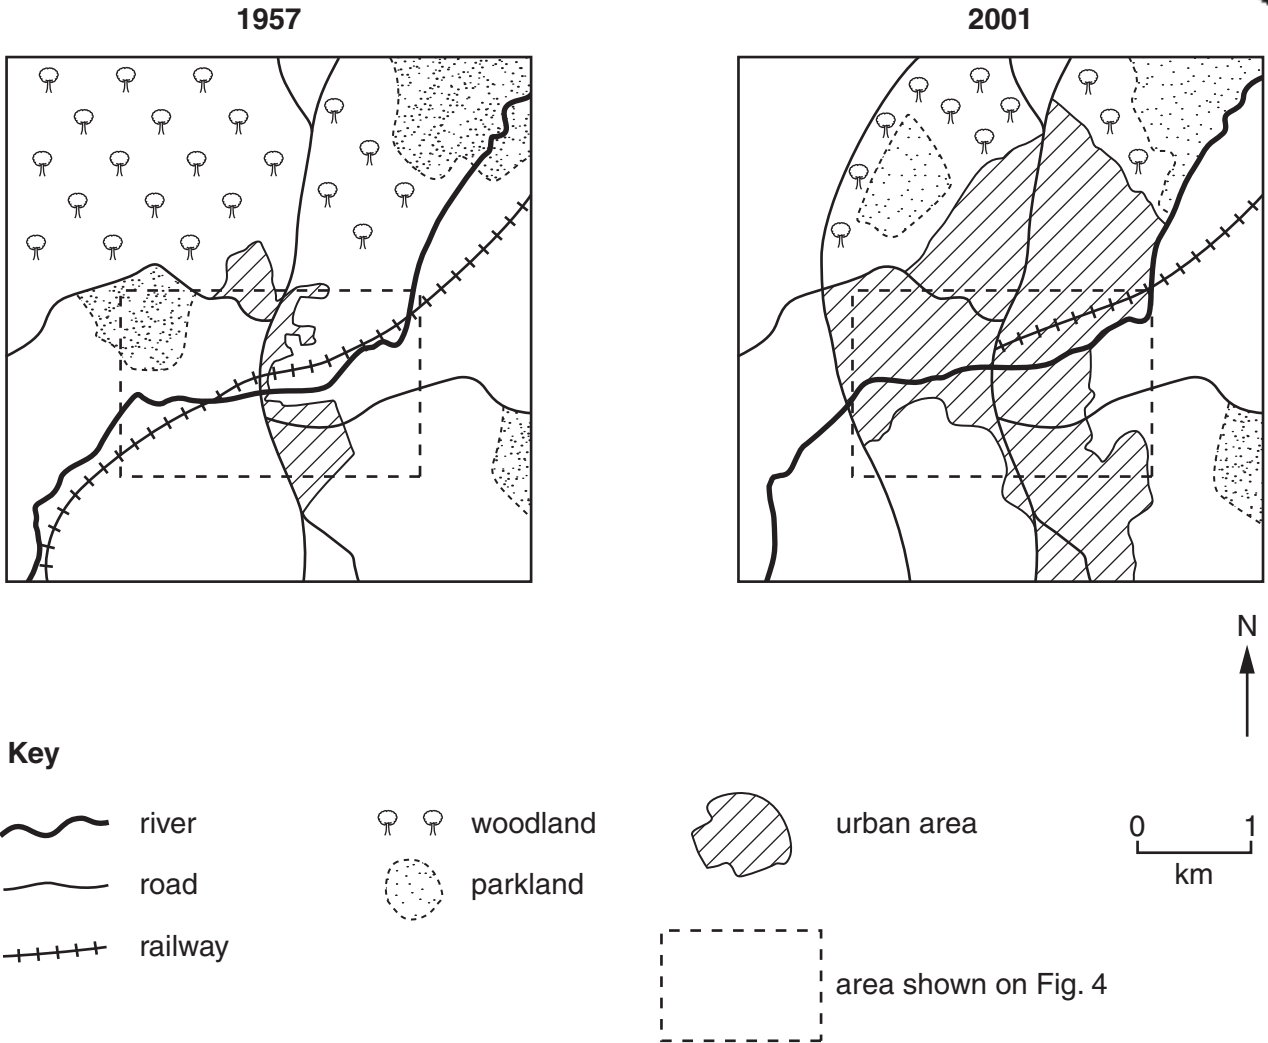 1957
2001
N
Key
river
road
railway
woodland
parkland
urban area
area shown on Fig. 4
0 1
km